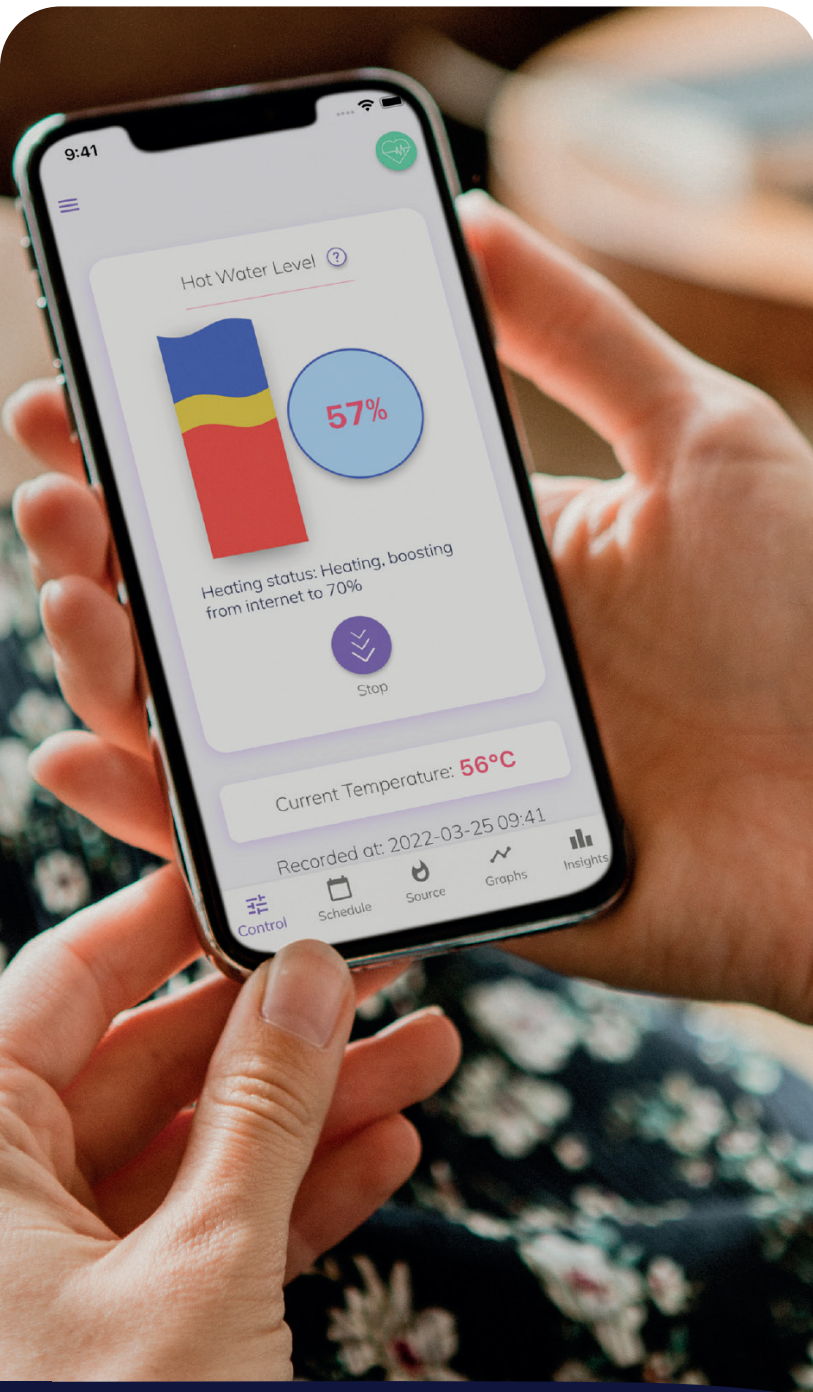 9:41
Hot Water Level ?
57%
Heating status: Heating, boosting
from internet to 70%
Stop
Current Temperature: 56°C
Recorded at: 2022-03-25 09:41
Control Schedule Source Graphs Insights